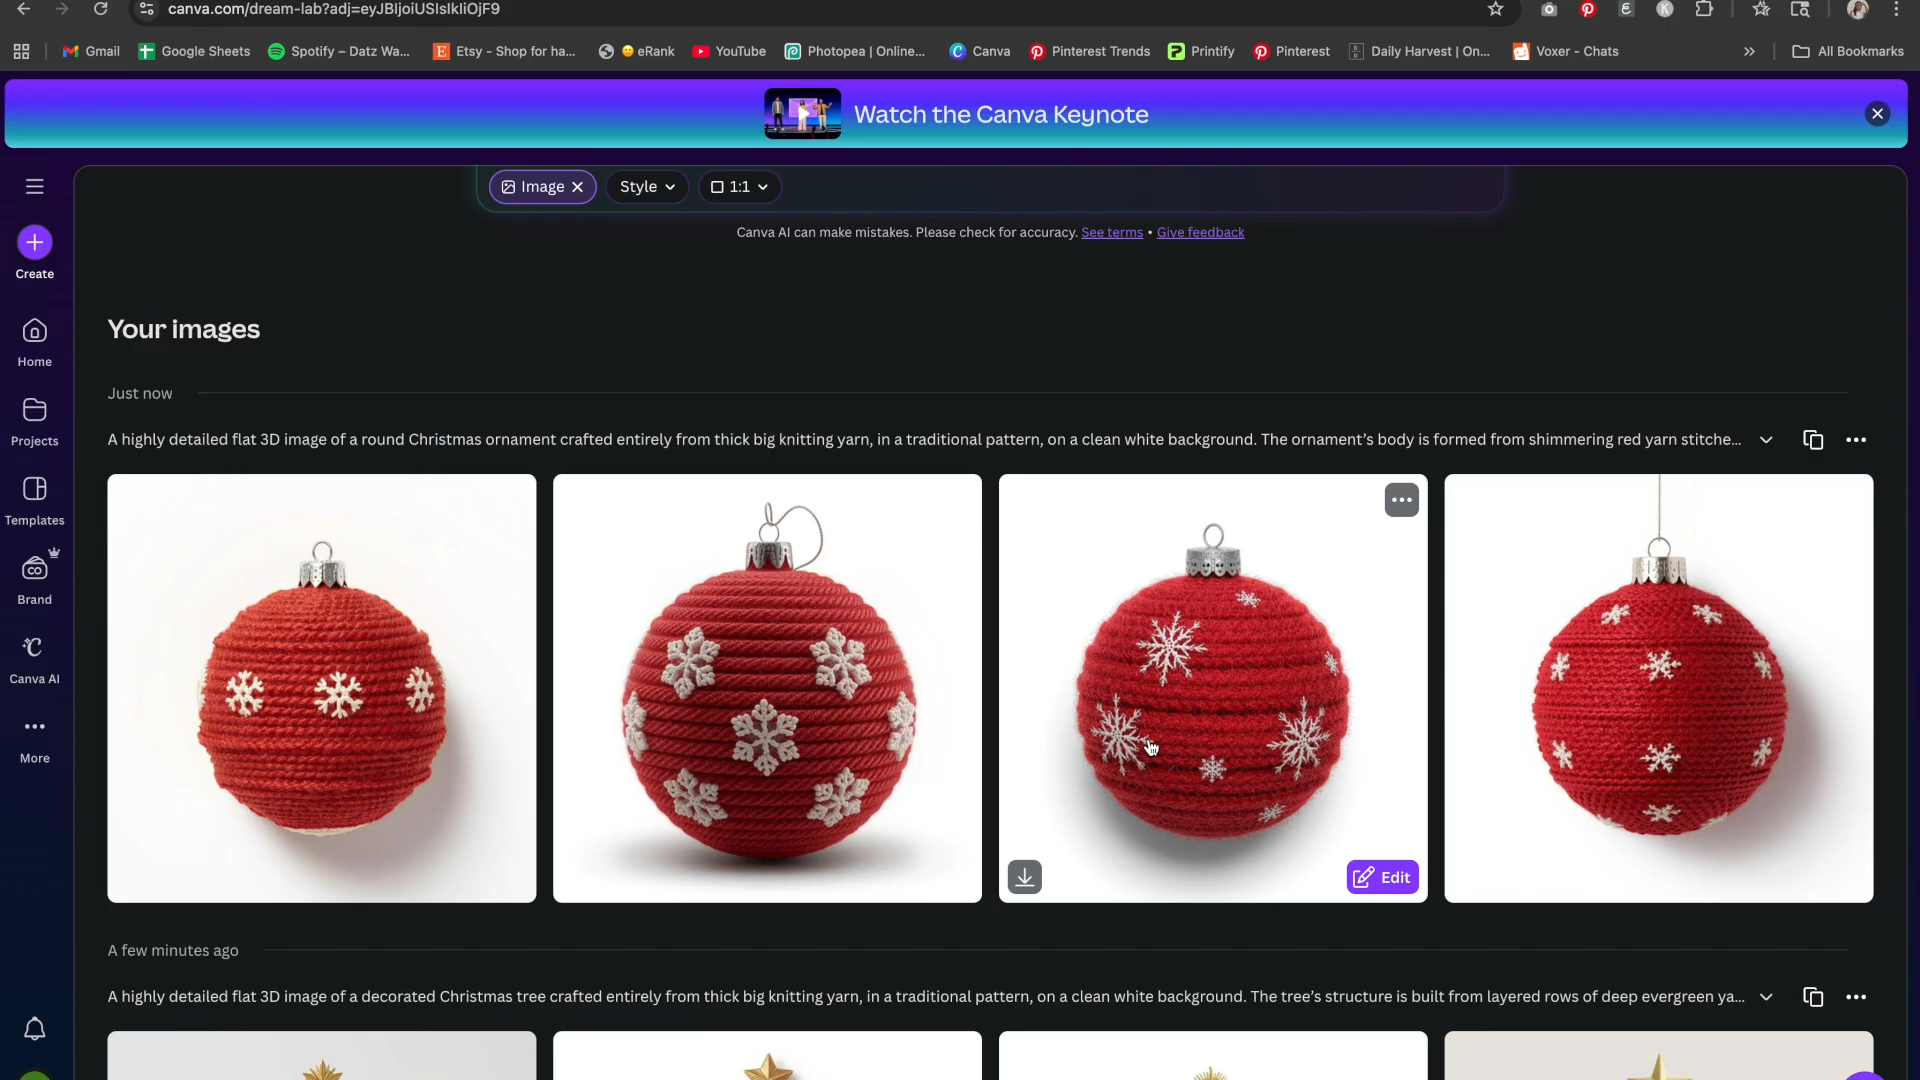 canva.com/dream-lab?adj=eyJBIjoiUSIsIkIiOjF9
Gmail
Google Sheets
Spotify – Datz Wa...
Etsy - Shop for ha...
eRank
YouTube
Photopea | Online...
Canva
Pinterest Trends
Printify
Pinterest
Daily Harvest | On...
Voxer - Chats
All Bookmarks
Watch the Canva Keynote
Image
Style
1:1
Canva AI can make mistakes. Please check for accuracy. See terms • Give feedback
Create
Home
Projects
Templates
Brand
Canva AI
More
Your images
Just now
A highly detailed flat 3D image of a round Christmas ornament crafted entirely from thick big knitting yarn, in a traditional pattern, on a clean white background. The ornament’s body is formed from shimmering red yarn stitche...
Edit
A few minutes ago
A highly detailed flat 3D image of a decorated Christmas tree crafted entirely from thick big knitting yarn, in a traditional pattern, on a clean white background. The tree’s structure is built from layered rows of deep evergreen ya...